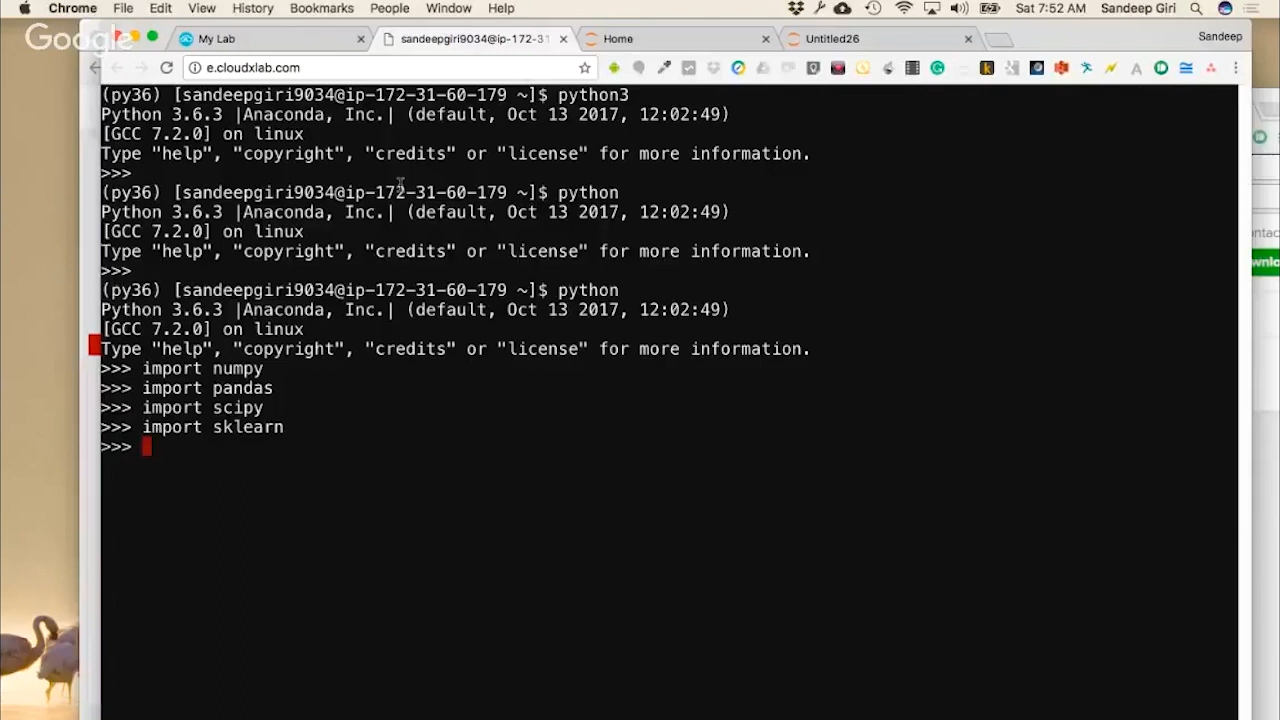 Chrome File Edit View History Bookmarks People Window Help Sat 7:52 AM Sandeep Giri
Google
My Lab sandeepgiri9034@ip-172-31 Home Untitled26 Sandeep
e.cloudxlab.com
(py36) [sandeepgiri9034@ip-172-31-60-179 ~]$ python3
Python 3.6.3 |Anaconda, Inc.| (default, Oct 13 2017, 12:02:49)
[GCC 7.2.0] on linux
Type "help", "copyright", "credits" or "license" for more information.
>>>
(py36) [sandeepgiri9034@ip-172-31-60-179 ~]$ python
Python 3.6.3 |Anaconda, Inc.| (default, Oct 13 2017, 12:02:49)
[GCC 7.2.0] on linux
Type "help", "copyright", "credits" or "license" for more information.
>>>
(py36) [sandeepgiri9034@ip-172-31-60-179 ~]$ python
Python 3.6.3 |Anaconda, Inc.| (default, Oct 13 2017, 12:02:49)
[GCC 7.2.0] on linux
Type "help", "copyright", "credits" or "license" for more information.
>>> import numpy
>>> import pandas
>>> import scipy
>>> import sklearn
>>>